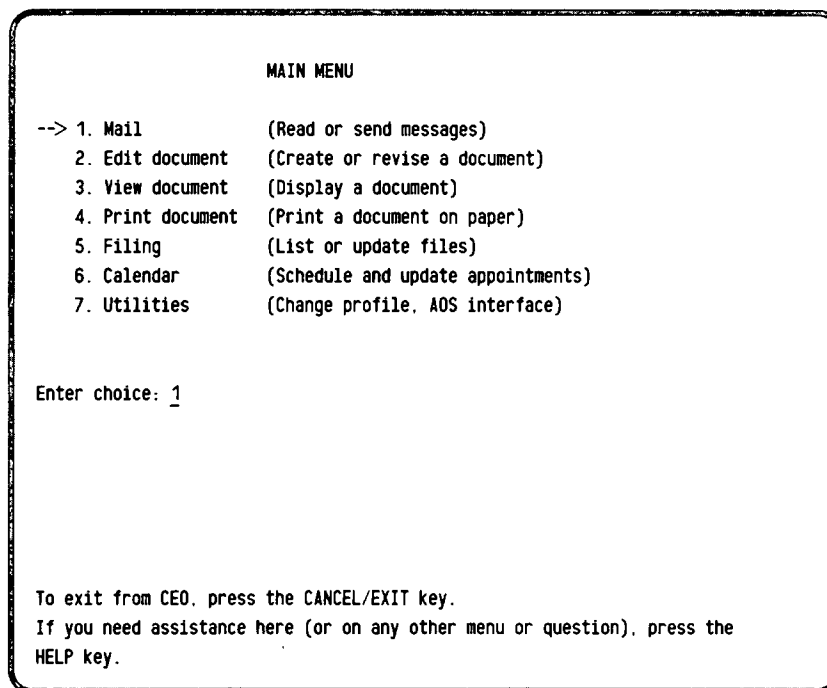 MAIN MENU
--> 1. Mail (Read or send messages)
2. Edit document (Create or revise a document)
3. View document (Display a document)
4. Print document (Print a document on paper)
5. Filing (List or update files)
6. Calendar (Schedule and update appointments)
7. Utilities (Change profile, AOS interface)
Enter choice: 1
To exit from CEO, press the CANCEL/EXIT key.
If you need assistance here (or on any other menu or question), press the
HELP key.